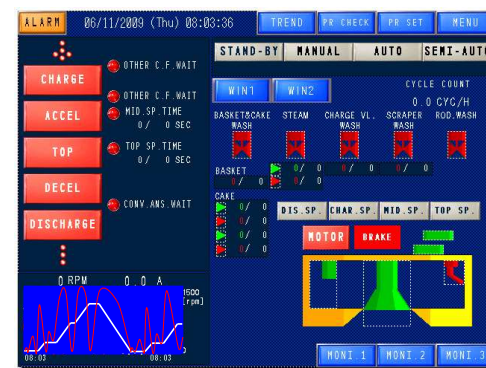 ALARM 06/11/2009 (Thu) 08:03:36 TREND PR CHECK PR SET MENU
STAND-BY MANUAL AUTO SEMI-AUT
OTHER C.F.WAIT
CHARGE
WIN1 WIN2 CYCLE COUNT
0.0 CYC/H
OTHER C.F.WAIT
ACCEL MID.SP.TIME
0/ 0 SEC
BASKET&CAKE WASH STEAM CHARGE VL. WASH SCRAPER WASH ROD.WASH
TOP TOP SP.TIME
0/ 0 SEC
BASKET 0/ 0 0/ 0 0/ 0 0/ 0
0/ 0 0/ 0
DECEL
CAKE
CONV.ANS.WAIT
0/ 0
0/ 0
0/ 0
0/ 0
DIS.SP. CHAR.SP. MID.SP. TOP SP.
DISCHARGE
MOTOR BRAKE
0 RPM 0.0 A
1500
[rpm]
08:03 08:03
MONI.1 MONI.2 MONI.3